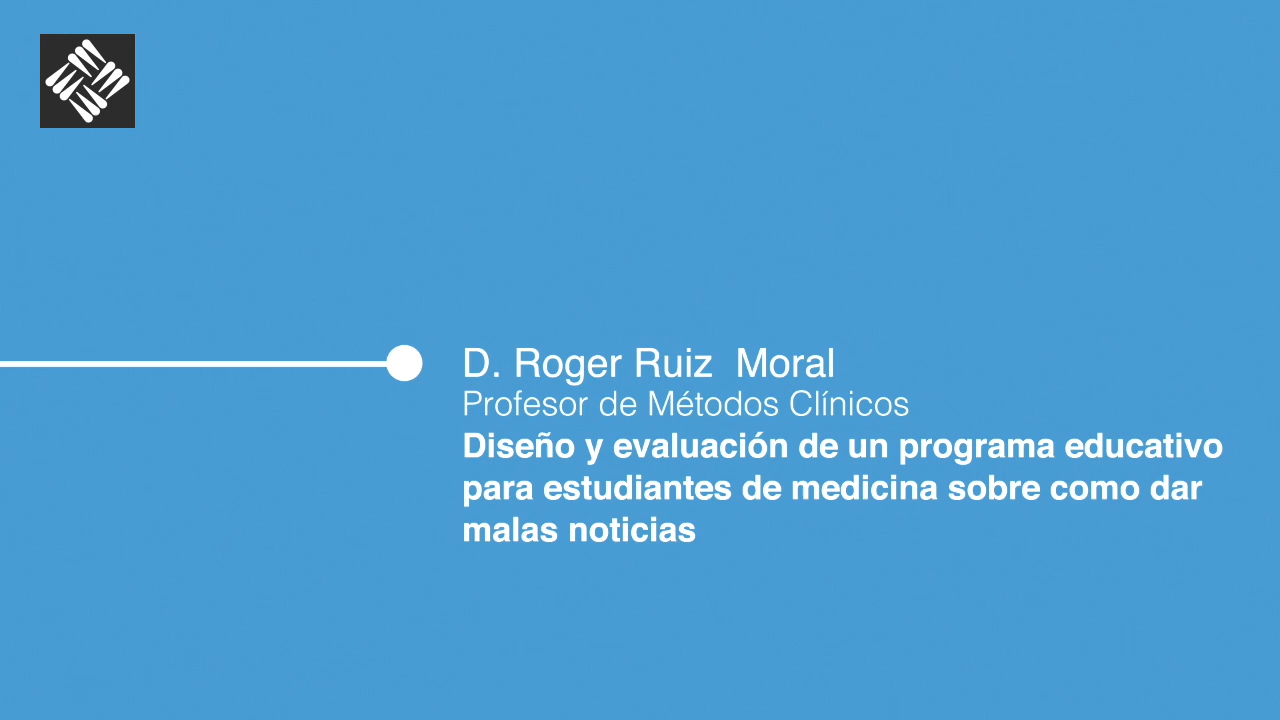 D. Roger Ruiz  Moral
Profesor de Métodos Clínicos
Diseño y evaluación de un programa educativo
para estudiantes de medicina sobre como dar
malas noticias